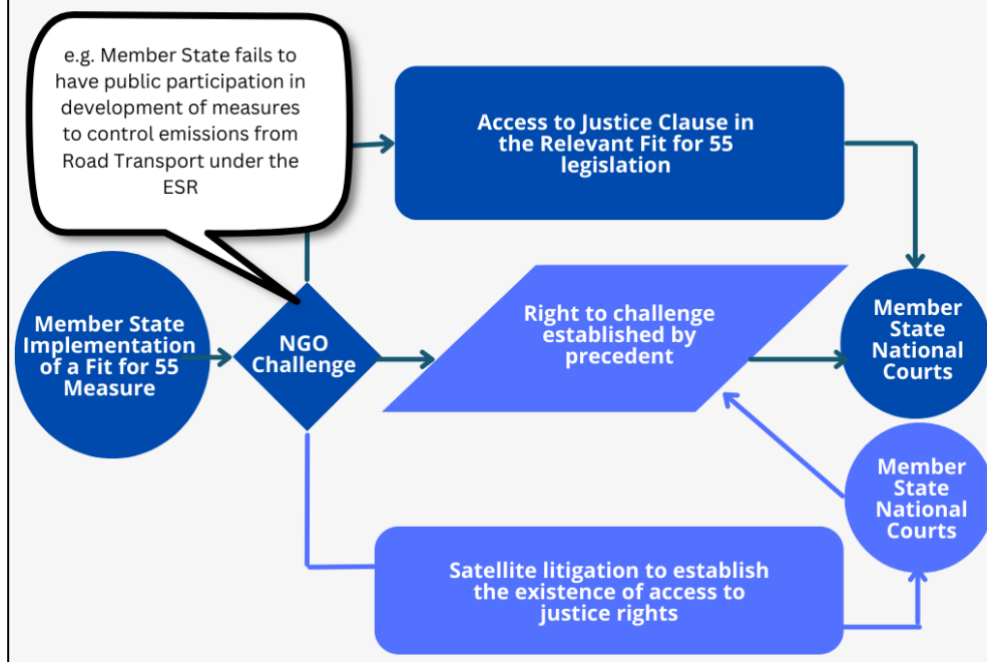 e.g. Member State fails to
have public participation in
development of measures
to control emissions from
Road Transport under the
ESR
Access to Justice Clause in
the Relevant Fit for 55
legislation
Member State
Implementation
of a Fit for 55
Measure
NGO
Challenge
Right to challenge
established by
precedent
Member
State
National
Courts
Member
State
National
Courts
Satellite litigation to establish
the existence of access to
justice rights